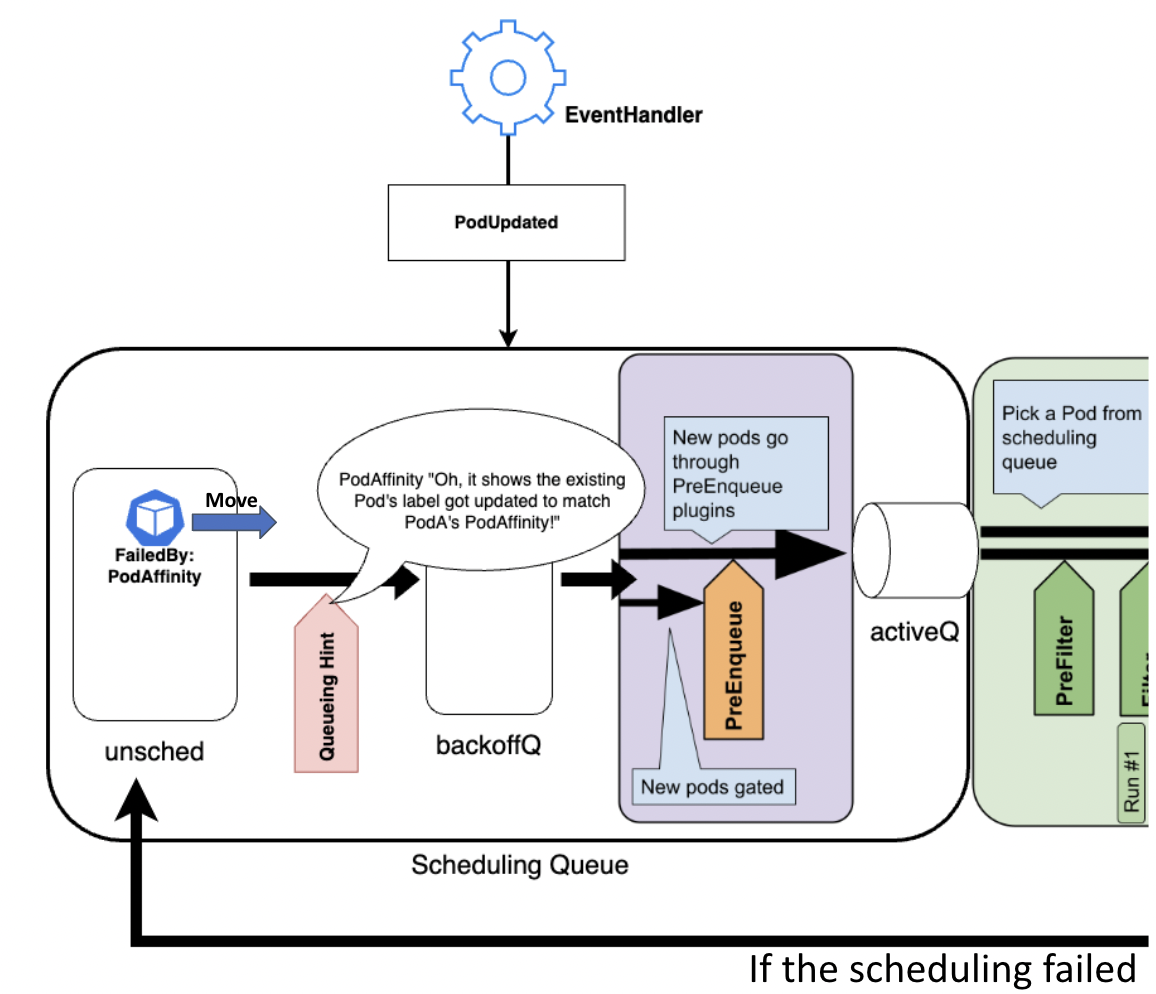 EventHandler
PodUpdated
Pick a Pod from
scheduling
queue
New pods go
through
PreEnqueue
plugins
PodAffinity "Oh, it shows the existing
Pod's label got updated to match
PodA's PodAffinity!"
Move
FailedBy:
PodAffinity
activeQ
Queueing Hint
PreEnqueue
PreFilter
unsched
backoffQ
New pods gated
Run #1
Scheduling Queue
If the scheduling failed